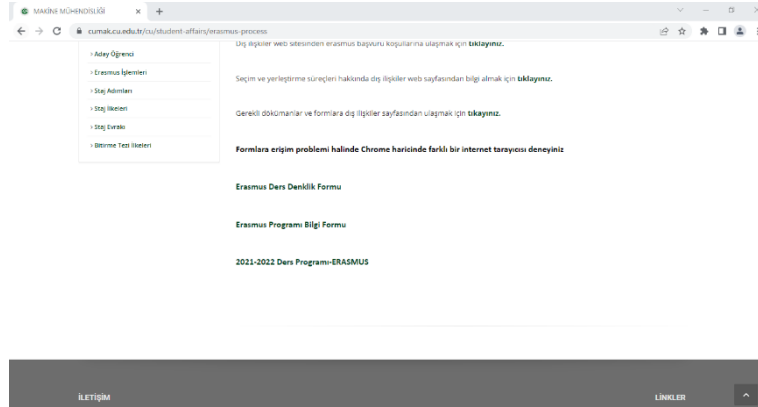 MAKİNE MÜHENDİSLİĞİ
cumak.cu.edu.tr/cu/student-affairs/erasmus-process
> Aday Öğrenci
> Erasmus İşlemleri
> Staj Adımları
> Staj İlkeleri
> Staj Evrakı
> Bitirme Tezi İlkeleri
Dış ilişkiler web sitesinden erasmus başvuru koşullarına ulaşmak için tıklayınız.
Seçim ve yerleştirme süreçleri hakkında dış ilişkiler web sayfasından bilgi almak için tıklayınız.
Gerekli dökümanlar ve formlara dış ilişkiler sayfasından ulaşmak için tıkayınız.
Formlara erişim problemi halinde Chrome haricinde farklı bir internet tarayıcısı deneyiniz
Erasmus Ders Denklik Formu
Erasmus Programı Bilgi Formu
2021-2022 Ders Programı-ERASMUS
İLETİŞİM
LİNKLER